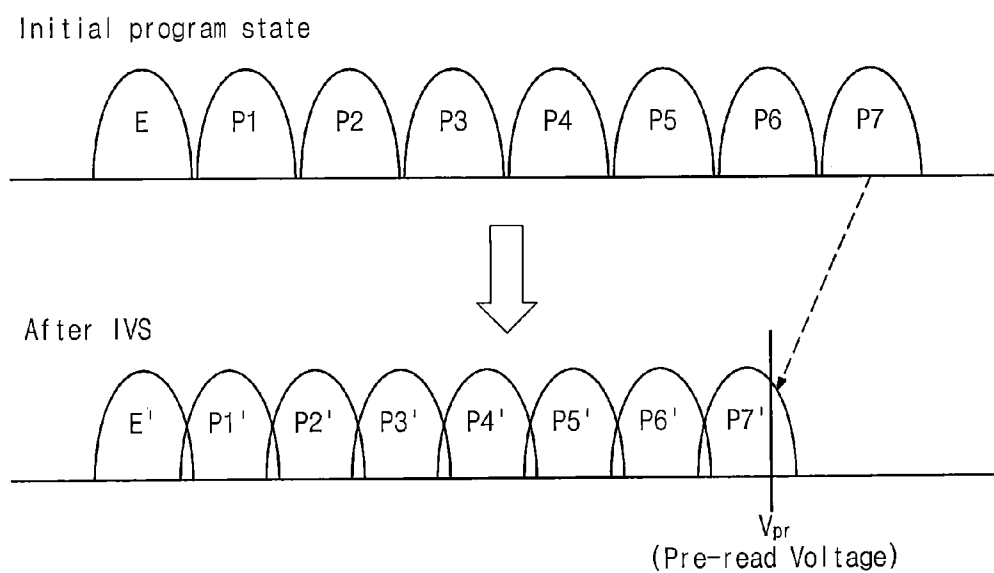 Initial program state
E P1 P2 P3 P4 P5 P6 P7
After IVS
E' P1' P2' P3' P4' P5' P6' P7'
Vpr
(Pre-read Voltage)